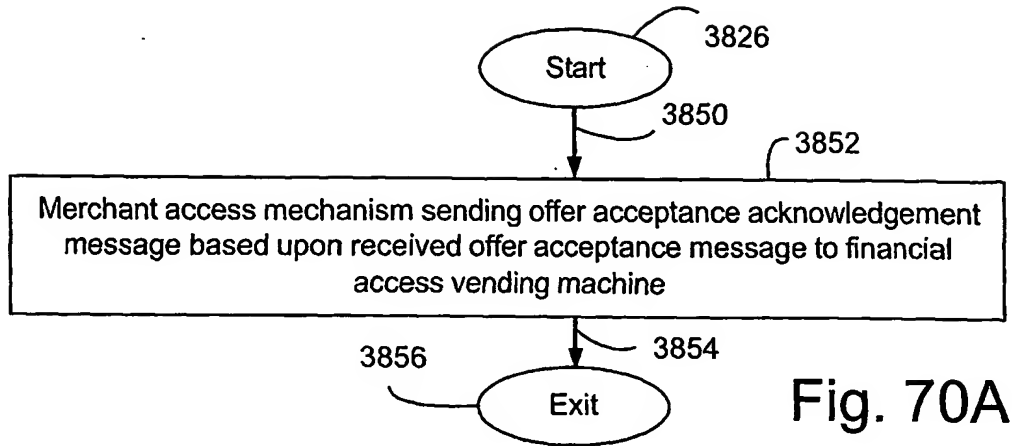 3826
Start
3850
3852
Merchant access mechanism sending offer acceptance acknowledgement
message based upon received offer acceptance message to financial
access vending machine
3854
3856
Exit
Fig. 70A